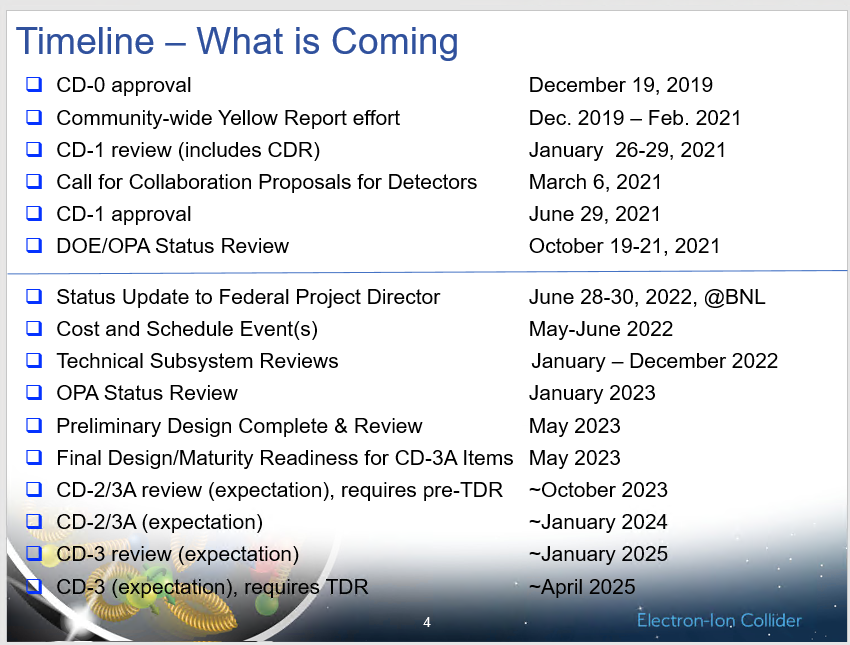 Timeline – What is Coming
CD-0 approval December 19, 2019
Community-wide Yellow Report effort Dec. 2019 – Feb. 2021
CD-1 review (includes CDR) January 26-29, 2021
Call for Collaboration Proposals for Detectors March 6, 2021
CD-1 approval June 29, 2021
DOE/OPA Status Review October 19-21, 2021
Status Update to Federal Project Director June 28-30, 2022, @BNL
Cost and Schedule Event(s) May-June 2022
Technical Subsystem Reviews January – December 2022
OPA Status Review January 2023
Preliminary Design Complete & Review May 2023
Final Design/Maturity Readiness for CD-3A Items May 2023
CD-2/3A review (expectation), requires pre-TDR ~October 2023
CD-2/3A (expectation) ~January 2024
CD-3 review (expectation) ~January 2025
CD-3 (expectation), requires TDR ~April 2025
4
Electron-Ion Collider